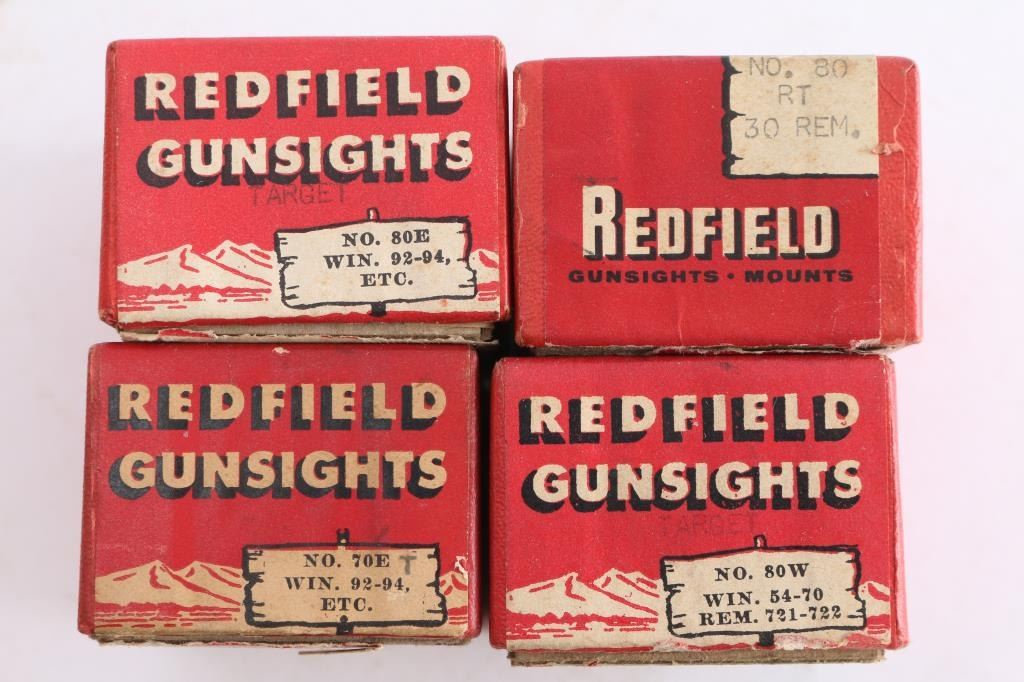 REDFIELD
GUNSIGHTS
TARGET
NO. 80E
WIN. 92-94,
ETC.
NO. 80
RT
30 REM.
REDFIELD
GUNSIGHTS • MOUNTS
REDFIELD
GUNSIGHTS
NO. 70E T
WIN. 92-94,
ETC.
REDFIELD
GUNSIGHTS
TARGET
NO. 80W
WIN. 54-70
REM. 721-722